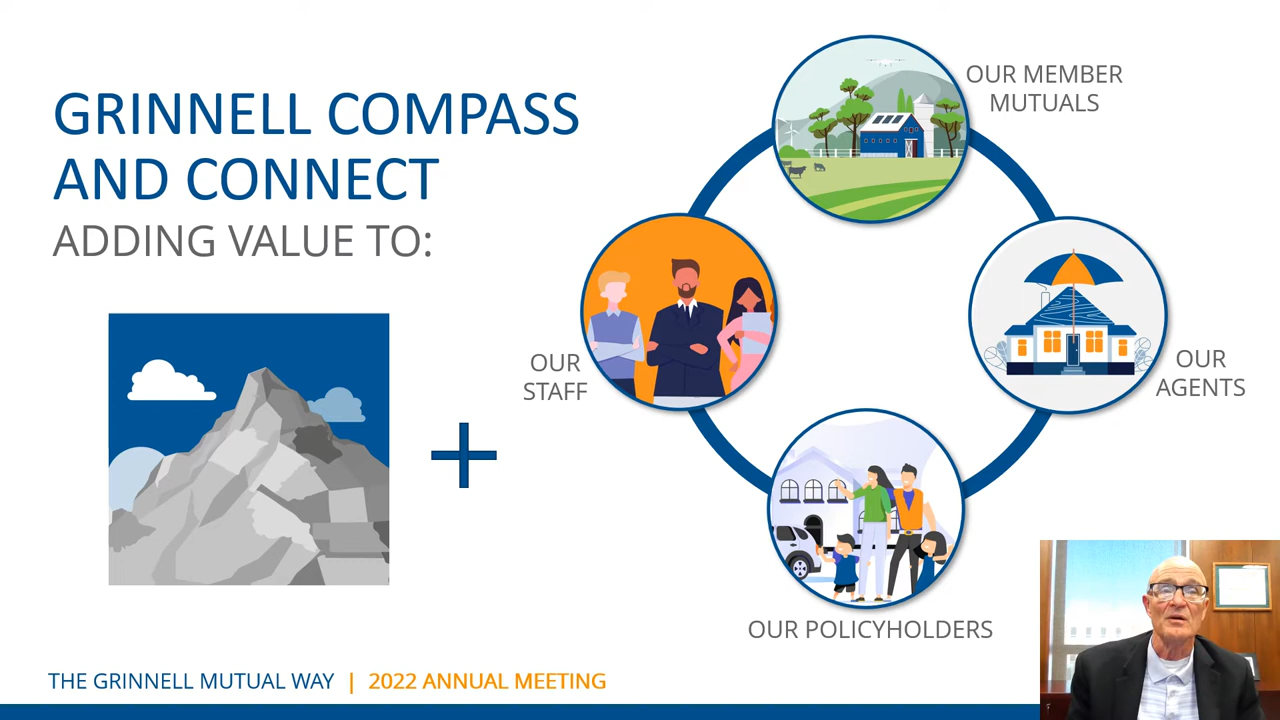 GRINNELL COMPASS
AND CONNECT
ADDING VALUE TO:
OUR MEMBER
MUTUALS
OUR
STAFF
OUR
AGENTS
OUR POLICYHOLDERS
THE GRINNELL MUTUAL WAY | 2022 ANNUAL MEETING